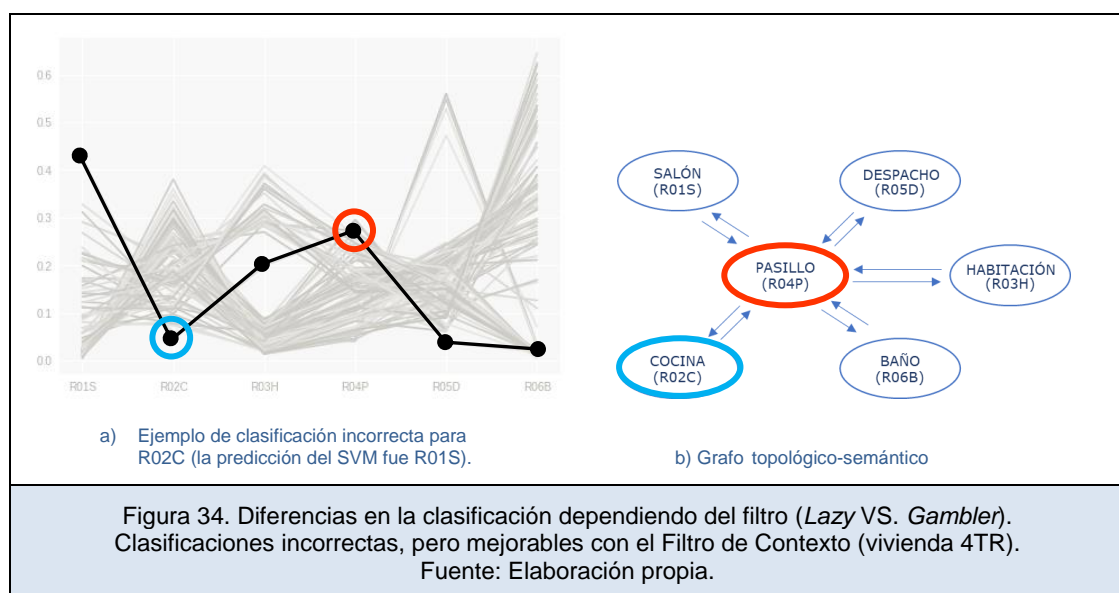 0.6
0.5
0.4
0.3
0.2
0.1
0.0
R01S R02C R03H R04P R05D R06B
a) Ejemplo de clasificación incorrecta para
R02C (la predicción del SVM fue R01S).
SALÓN
(R01S)
DESPACHO
(R05D)
PASILLO
(R04P)
HABITACIÓN
(R03H)
COCINA
(R02C)
BAÑO
(R06B)
b) Grafo topológico-semántico
Figura 34. Diferencias en la clasificación dependiendo del filtro (Lazy VS. Gambler).
Clasificaciones incorrectas, pero mejorables con el Filtro de Contexto (vivienda 4TR).
Fuente: Elaboración propia.